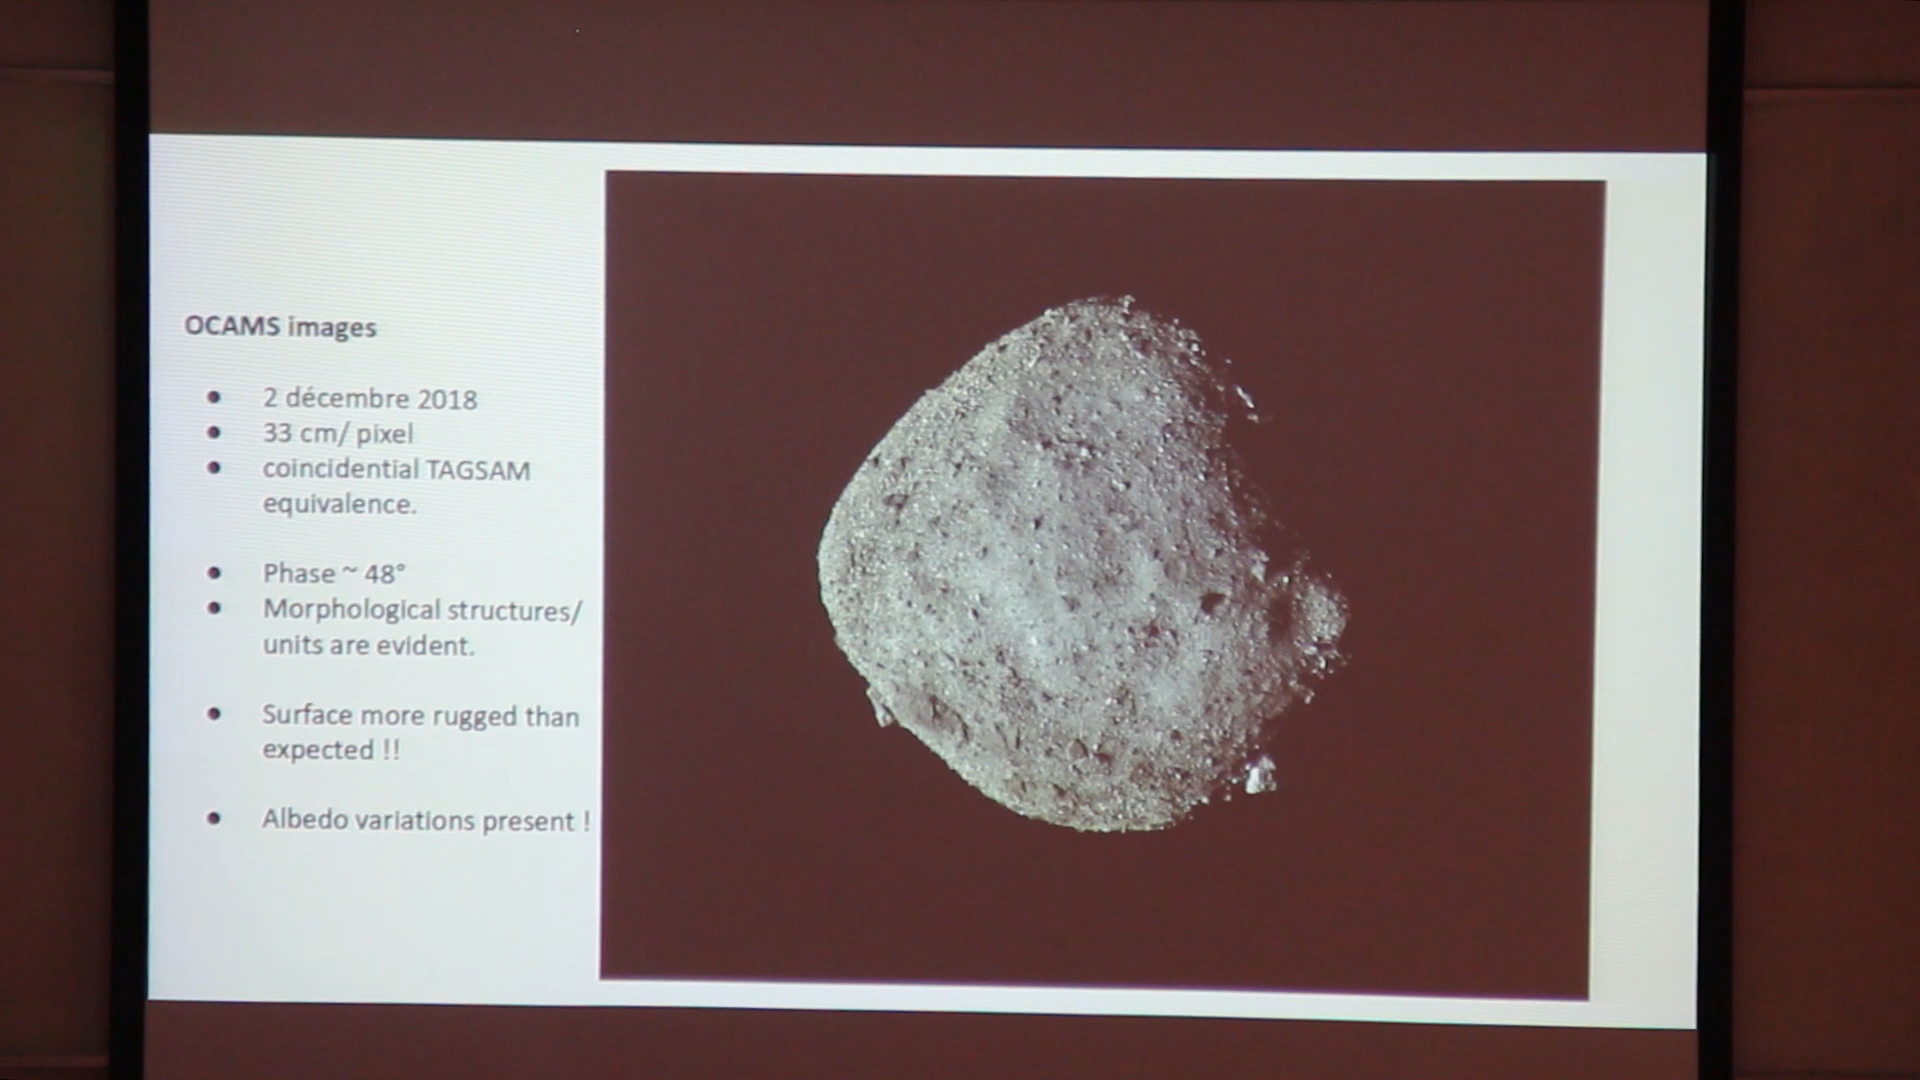 OCAMS images
● 2 décembre 2018
● 33 cm/ pixel
● coincidential TAGSAM
equivalence.
● Phase ~ 48°
● Morphological structures/
units are evident.
● Surface more rugged than
expected !!
● Albedo variations present !